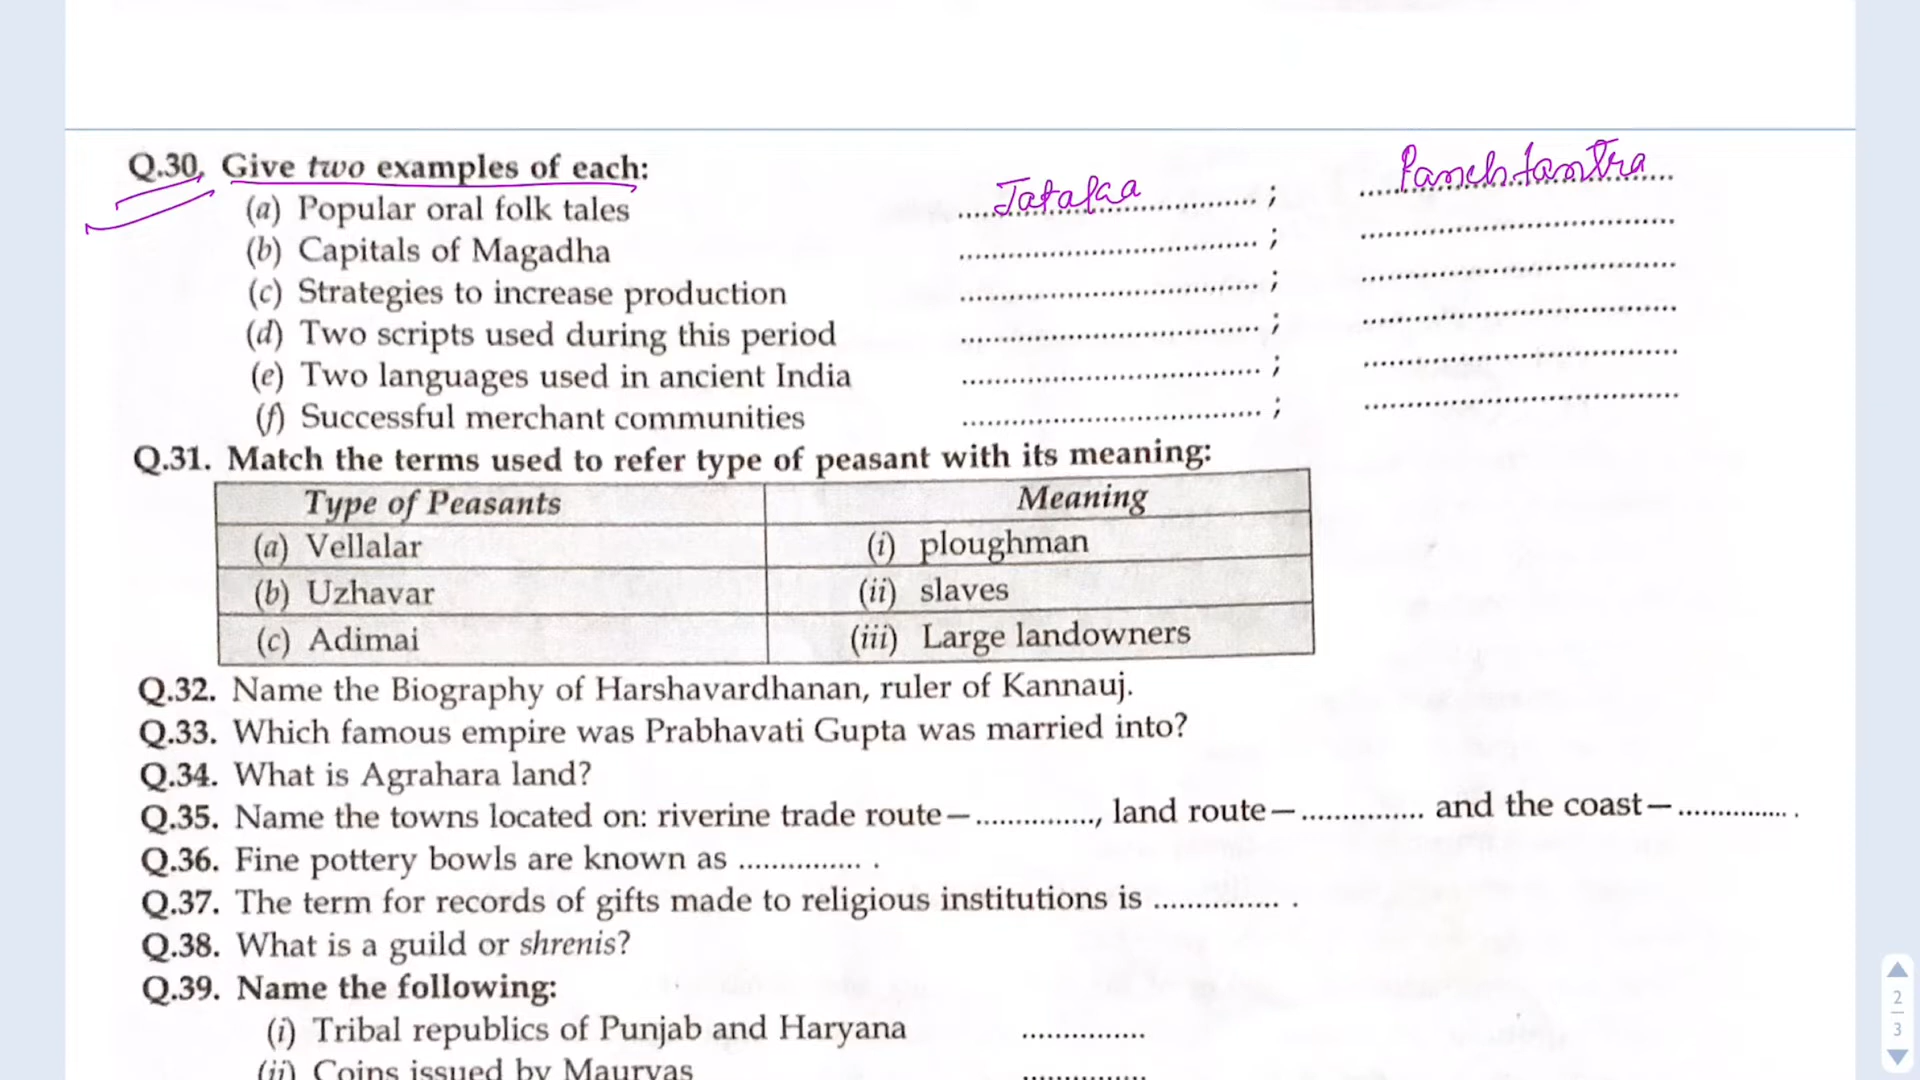 Q.30. Give two examples of each:
(a) Popular oral folk tales ....Jataka............ ; ....Panchtantra....
(b) Capitals of Magadha ............................ ; ............................
(c) Strategies to increase production ............................ ; ............................
(d) Two scripts used during this period ............................ ; ............................
(e) Two languages used in ancient India ............................ ; ............................
(f) Successful merchant communities ............................ ; ............................
Q.31. Match the terms used to refer type of peasant with its meaning:
Type of Peasants Meaning
(a) Vellalar (i) ploughman
(b) Uzhavar (ii) slaves
(c) Adimai (iii) Large landowners
Q.32. Name the Biography of Harshavardhanan, ruler of Kannauj.
Q.33. Which famous empire was Prabhavati Gupta was married into?
Q.34. What is Agrahara land?
Q.35. Name the towns located on: riverine trade route—..............., land route—............... and the coast—............... .
Q.36. Fine pottery bowls are known as ............... .
Q.37. The term for records of gifts made to religious institutions is ............... .
Q.38. What is a guild or shrenis?
Q.39. Name the following:
(i) Tribal republics of Punjab and Haryana ...............
(ii) Coins issued by Mauryas ...............
2
3